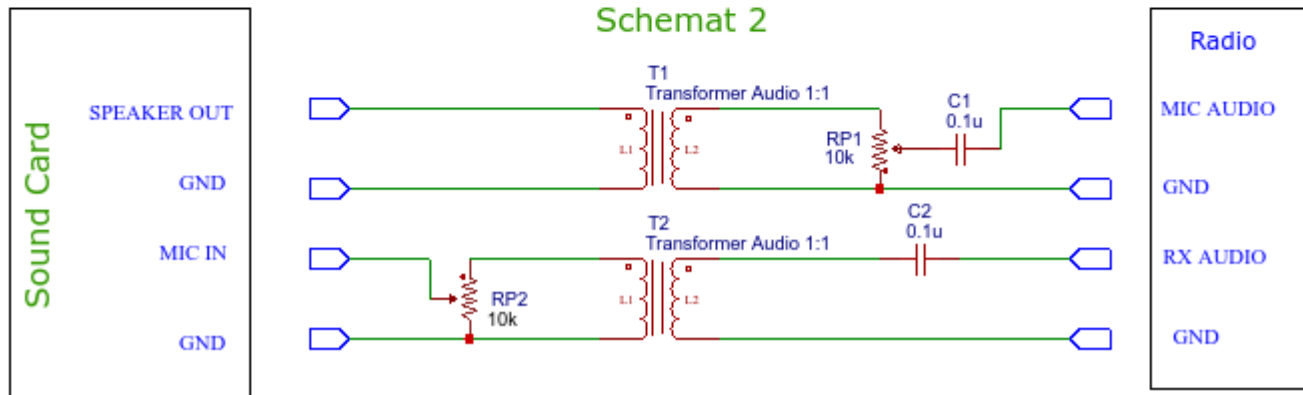 Schemat 2
Sound Card
SPEAKER OUT
GND
MIC IN
GND
T1
Transformer Audio 1:1
L1
L2
RP1
10k
C1
0.1u
T2
Transformer Audio 1:1
L1
L2
RP2
10k
C2
0.1u
Radio
MIC AUDIO
GND
RX AUDIO
GND